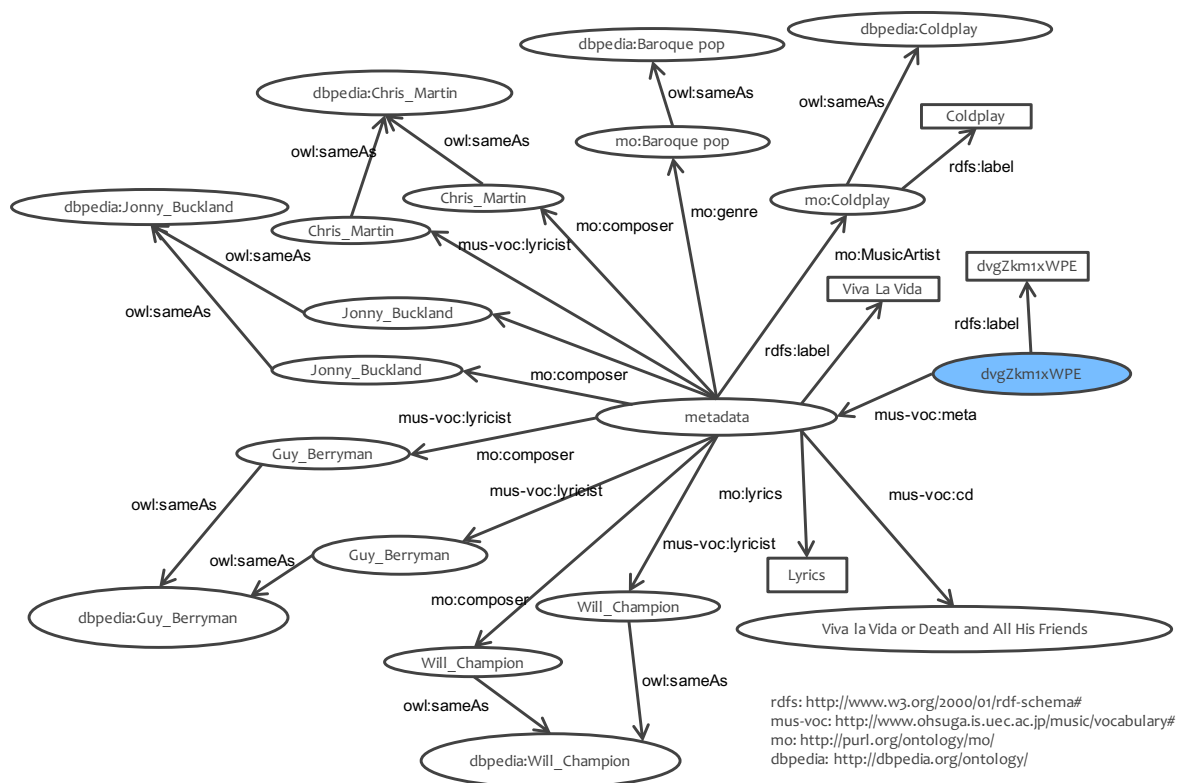 dbpedia:Coldplay
dbpedia:Baroque pop
owl:sameAs
owl:sameAs
dbpedia:Chris_Martin
Coldplay
owl:sameAs
owl:sameAs
mo:Baroque pop
rdfs:label
Chris_Martin
mo:Coldplay
dbpedia:Jonny_Buckland
mo:genre
mo:composer
Chris_Martin
mus-voc:lyricist
mo:MusicArtist
owl:sameAs
dvgZkm1xWPE
Viva La Vida
owl:sameAs
Jonny_Buckland
rdfs:label
rdfs:label
Jonny_Buckland
mo:composer
dvgZkm1xWPE
metadata
mus-voc:meta
mus-voc:lyricist
Guy_Berryman
mo:composer
mus-voc:lyricist
mo:lyrics
mus-voc:cd
owl:sameAs
mus-voc:lyricist
Guy_Berryman
owl:sameAs
Lyrics
mo:composer
Will_Champion
dbpedia:Guy_Berryman
Viva la Vida or Death and All His Friends
Will_Champion
owl:sameAs
owl:sameAs
dbpedia:Will_Champion
rdfs: http://www.w3.org/2000/01/rdf-schema#
mus-voc: http://www.ohsuga.is.uec.ac.jp/music/vocabulary#
mo: http://purl.org/ontology/mo/
dbpedia: http://dbpedia.org/ontology/